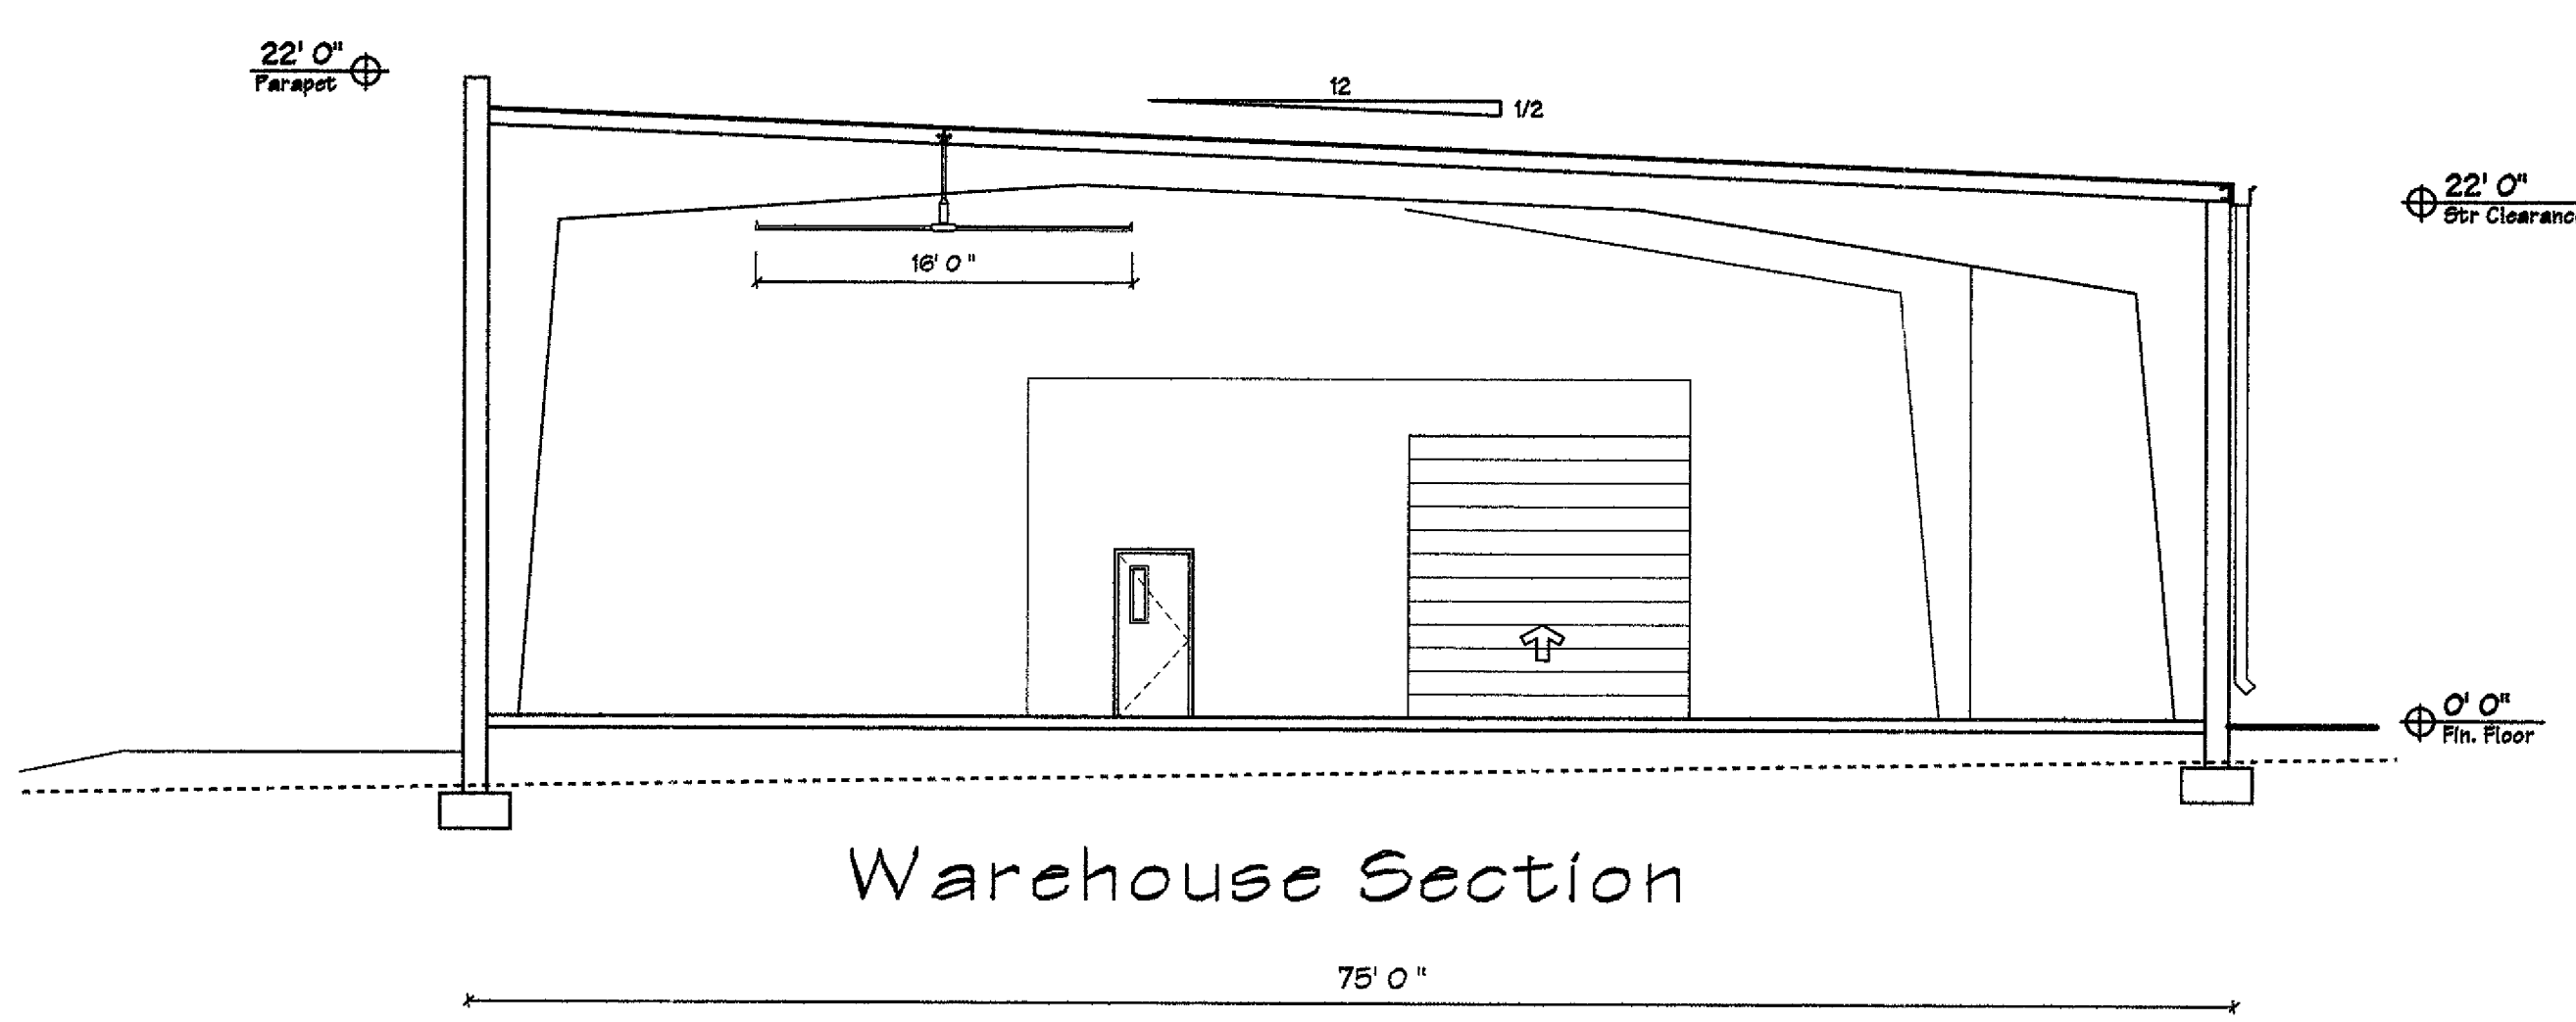 22' 0"
Parapet
12
1/2
22' 0"
Str Clearance
16' 0"
0' 0"
Fin. Floor
Warehouse Section
75' 0"